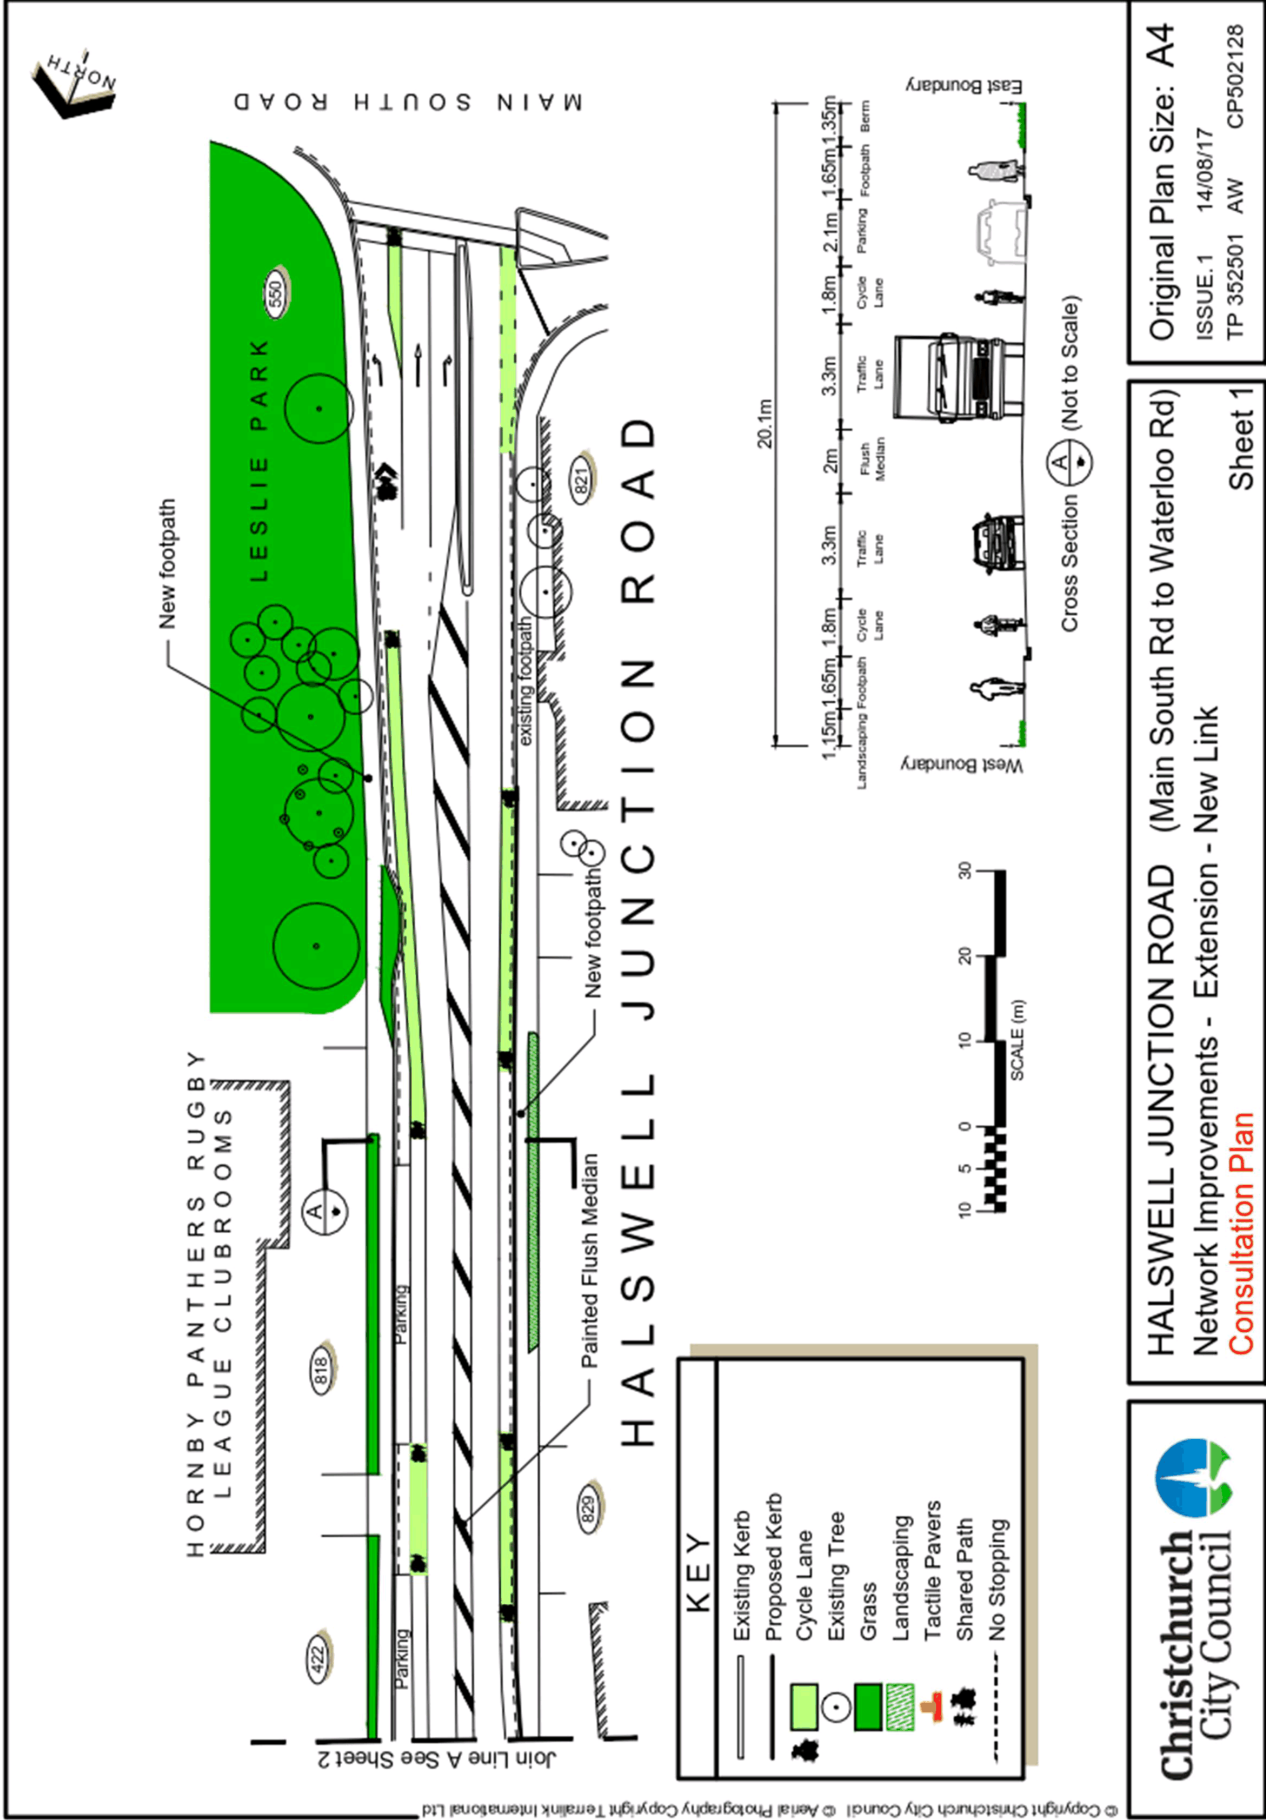 NORTH
MAIN SOUTH ROAD
LESLIE PARK
550
New footpath
821
existing footpath
HORNBY PANTHERS RUGBY
LEAGUE CLUBROOMS
A
818
422
Parking
Parking
New footpath
Painted Flush Median
829
HALSWELL JUNCTION ROAD
Join Line A See Sheet 2
KEY
Existing Kerb
Proposed Kerb
Cycle Lane
Existing Tree
Grass
Landscaping
Tactile Pavers
Shared Path
No Stopping
10 5 0 10 20 30
SCALE (m)
20.1m
1.15m 1.65m 1.8m 3.3m 2m 3.3m 1.8m 2.1m 1.65m 1.35m
Landscaping Footpath Cycle Lane Traffic Lane Flush Median Traffic Lane Cycle Lane Parking Footpath Berm
West Boundary
East Boundary
Cross Section A (Not to Scale)
Christchurch
City Council
HALSWELL JUNCTION ROAD (Main South Rd to Waterloo Rd)
Network Improvements - Extension - New Link
Consultation Plan
Sheet 1
Original Plan Size: A4
ISSUE.1 14/08/17
TP 352501 AW CP502128
© Copyright Christchurch City Council © Aerial Photography Copyright Terralink International Ltd